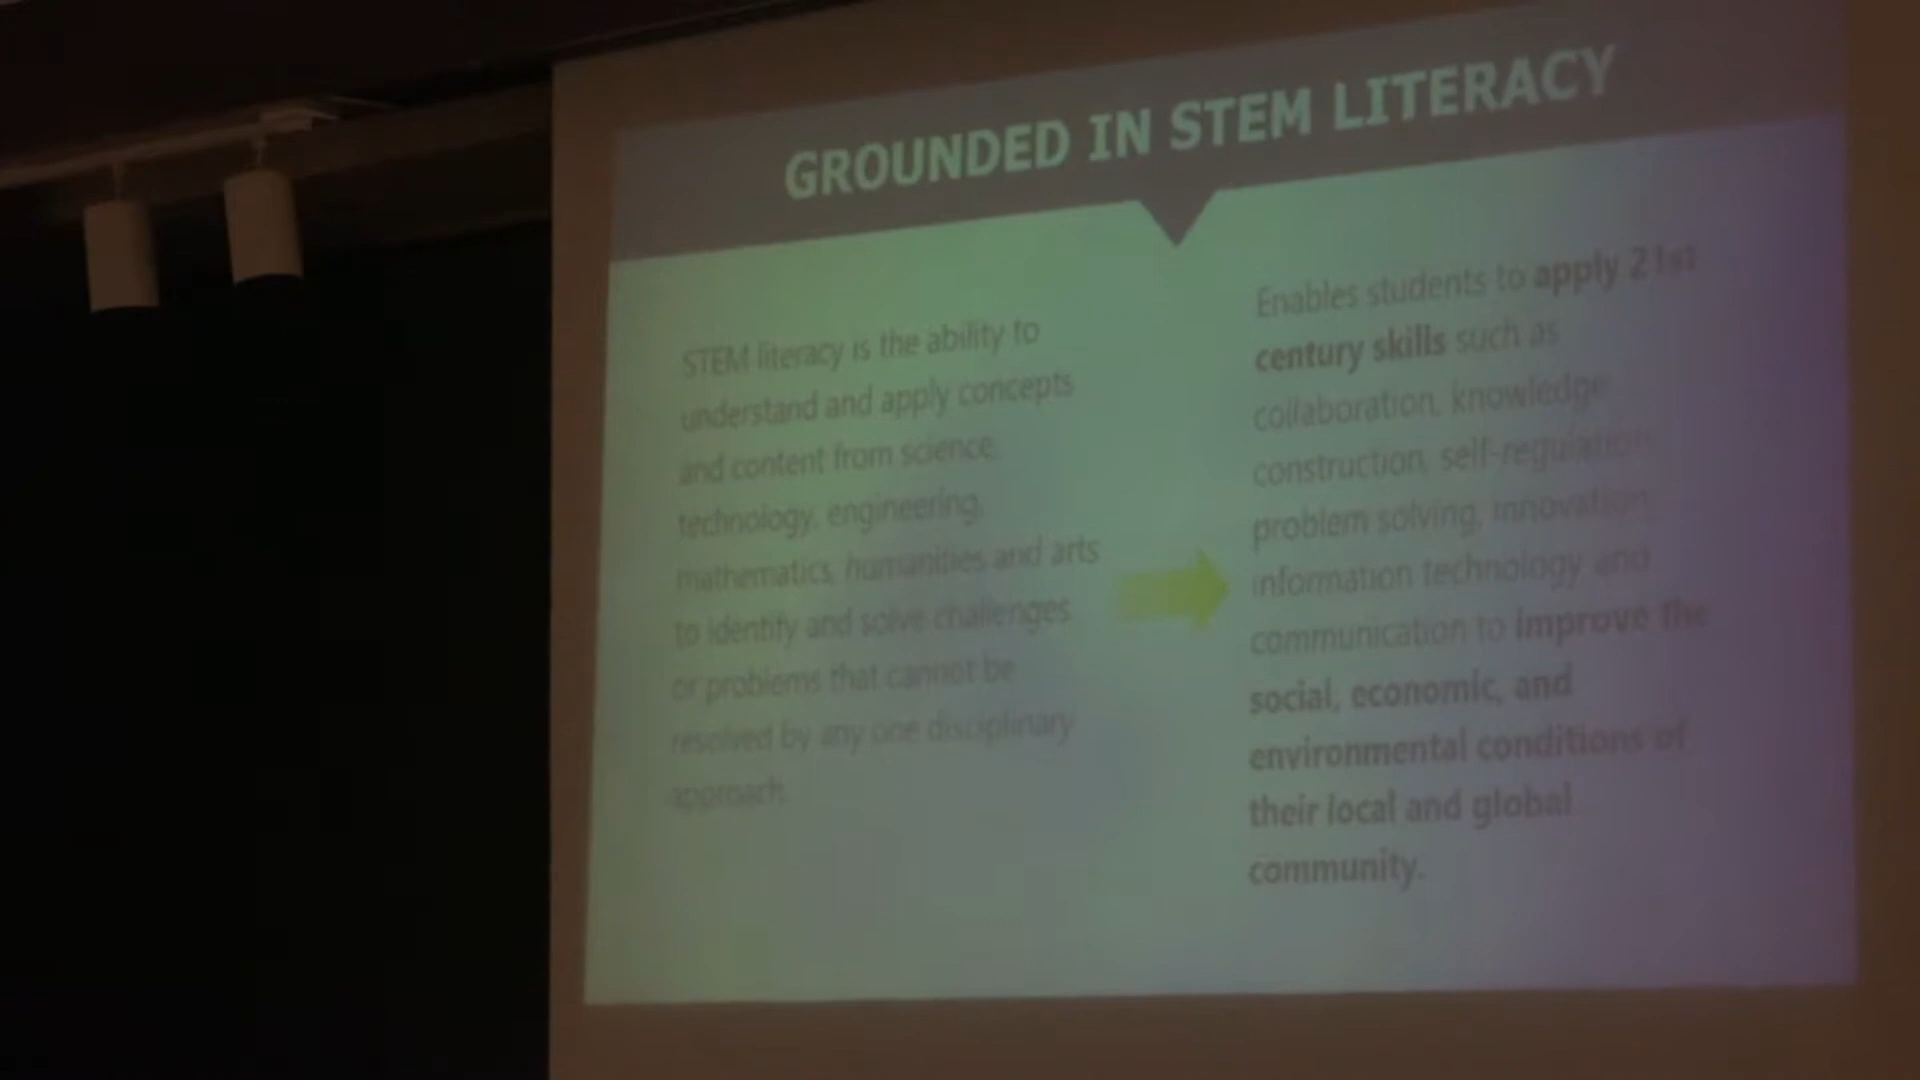 GROUNDED IN STEM LITERACY
STEM literacy is the ability to
understand and apply concepts
and content from science,
technology, engineering,
mathematics, humanities and arts
to identify and solve challenges
or problems that cannot be
resolved by any one disciplinary
approach.
Enables students to apply 21st
century skills such as
collaboration, knowledge
construction, self-regulation,
problem solving, innovation,
information technology and
communication to improve the
social, economic, and
environmental conditions of
their local and global
community.